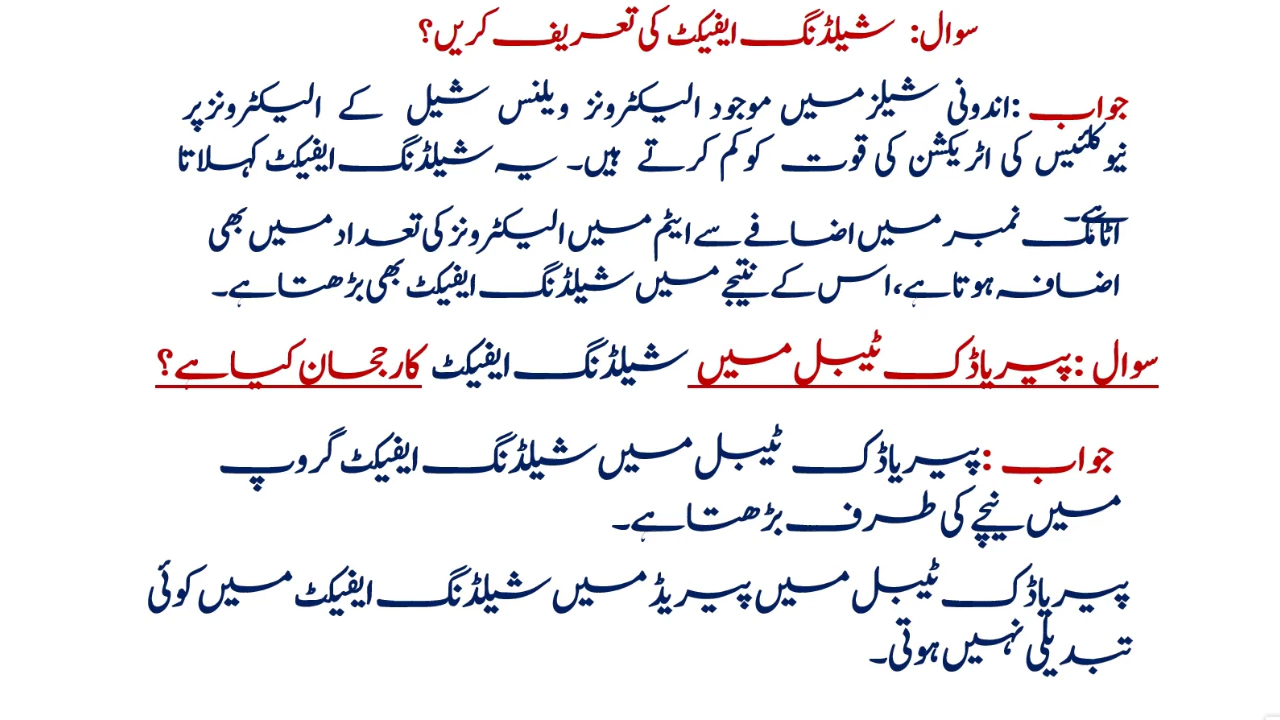 سوال: شیلڈنگ ایفیکٹ کی تعریف کریں؟
جواب :اندونی شیلز میں موجود الیکٹرونز ویلنس شیل کے الیکٹرونز پر
نیوکلئیس کی اٹریکشن کی قوت کو کم کرتے ہیں۔ یہ شیلڈنگ ایفیکٹ کہلاتا
ہے۔
اٹامک نمبر میں اضافے سے ایٹم میں الیکٹرونز کی تعداد میں بھی
اضافہ ہوتا ہے،اس کے نتیجے میں شیلڈنگ ایفیکٹ بھی بڑھتا ہے۔
سوال :پیریاڈک ٹیبل میں شیلڈنگ ایفیکٹ کا رجحان کیا ہے؟
جواب :پیریاڈک ٹیبل میں شیلڈنگ ایفیکٹ گروپ
میں نیچے کی طرف بڑھتا ہے۔
پیریاڈک ٹیبل میں پیریڈ میں شیلڈنگ ایفیکٹ میں کوئی
تبدیلی نہیں ہوتی۔